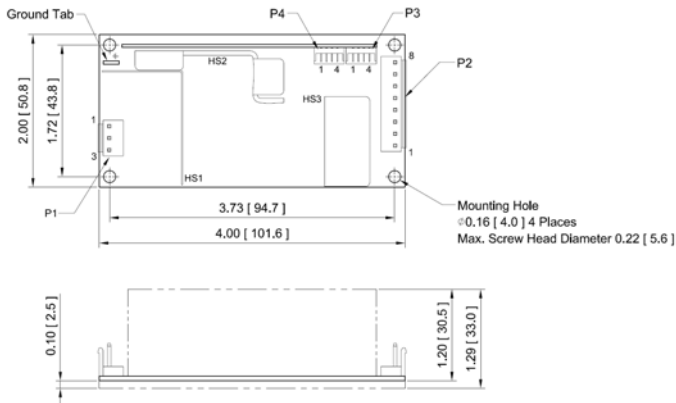 Ground Tab
P4
P3
HS2
1 4 1 4
8
P2
2.00 [ 50.8 ]
1.72 [ 43.8 ]
HS3
1
3
HS1
1
P1
3.73 [ 94.7 ]
4.00 [ 101.6 ]
Mounting Hole
⌀0.16 [ 4.0 ] 4 Places
Max. Screw Head Diameter 0.22 [ 5.6 ]
0.10 [ 2.5 ]
1.20 [ 30.5 ]
1.29 [ 33.0 ]